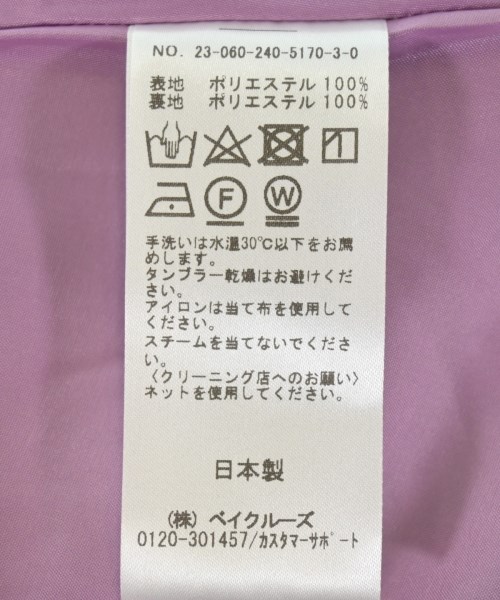 NO. 23-060-240-5170-3-0
表地 ポリエステル 100%
裏地 ポリエステル 100%
F W
手洗いは水温30℃以下をお薦
めします。
タンブラー乾燥はお避けくだ
さい。
アイロンは当て布を使用して
ください。
スチームを当てないでくださ
い。
〈クリーニング店へのお願い〉
ネットを使用してください。
日本製
(株) ベイクルーズ
0120-301457/カスタマーサポート